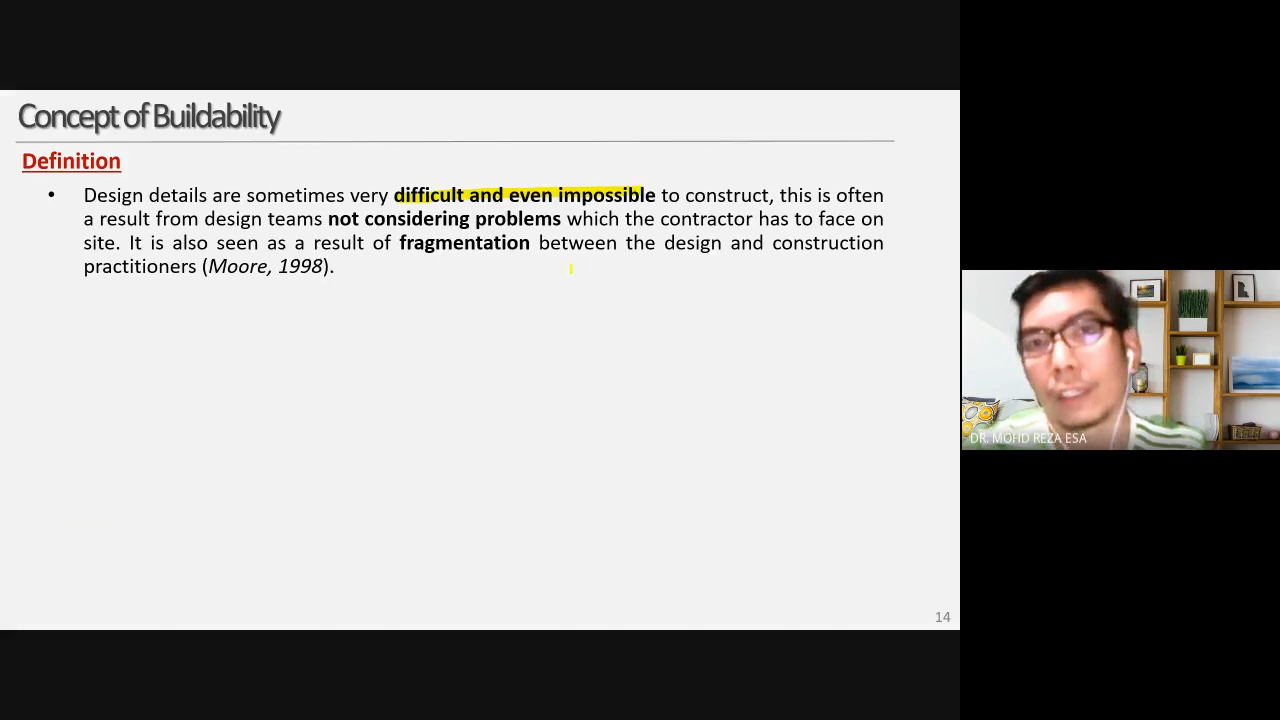 Concept of Buildability
Definition
• Design details are sometimes very difficult and even impossible to construct, this is often
a result from design teams not considering problems which the contractor has to face on
site. It is also seen as a result of fragmentation between the design and construction
practitioners (Moore, 1998).
DR. MOHD REZA ESA
14